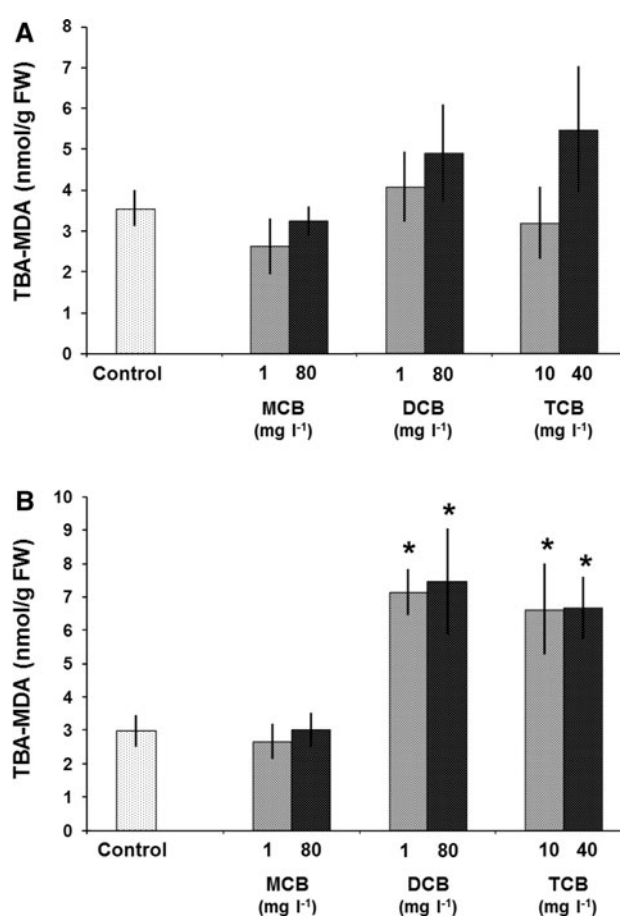 A
TBA-MDA (nmol/g FW)
8
7
6
5
4
3
2
1
0
Control
1 80 1 80 10 40
MCB DCB TCB
(mg l⁻¹) (mg l⁻¹) (mg l⁻¹)
B
TBA-MDA (nmol/g FW)
10
9
8
7
6
5
4
3
2
1
0
* * * *
Control
1 80 1 80 10 40
MCB DCB TCB
(mg l⁻¹) (mg l⁻¹) (mg l⁻¹)